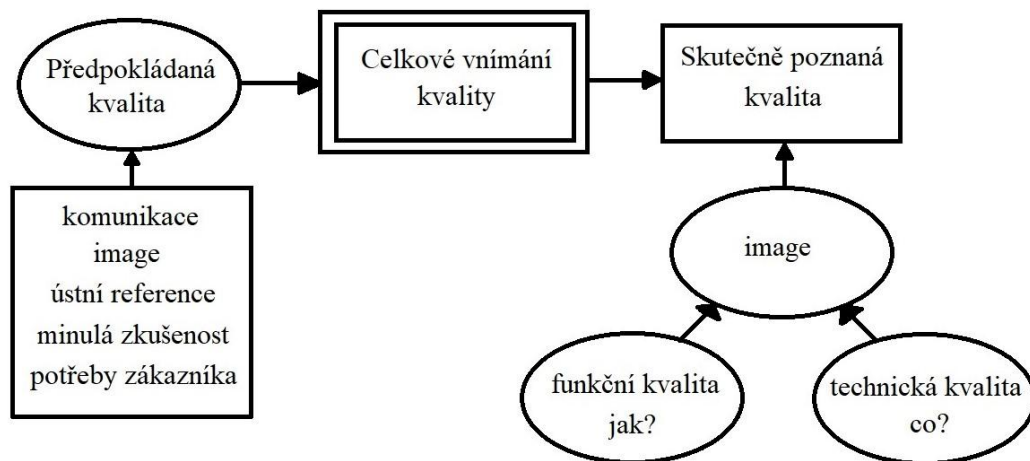 Předpokládaná
kvalita
Celkové vnímání
kvality
Skutečně poznaná
kvalita
komunikace
image
ústní reference
minulá zkušenost
potřeby zákazníka
image
funkční kvalita
jak?
technická kvalita
co?